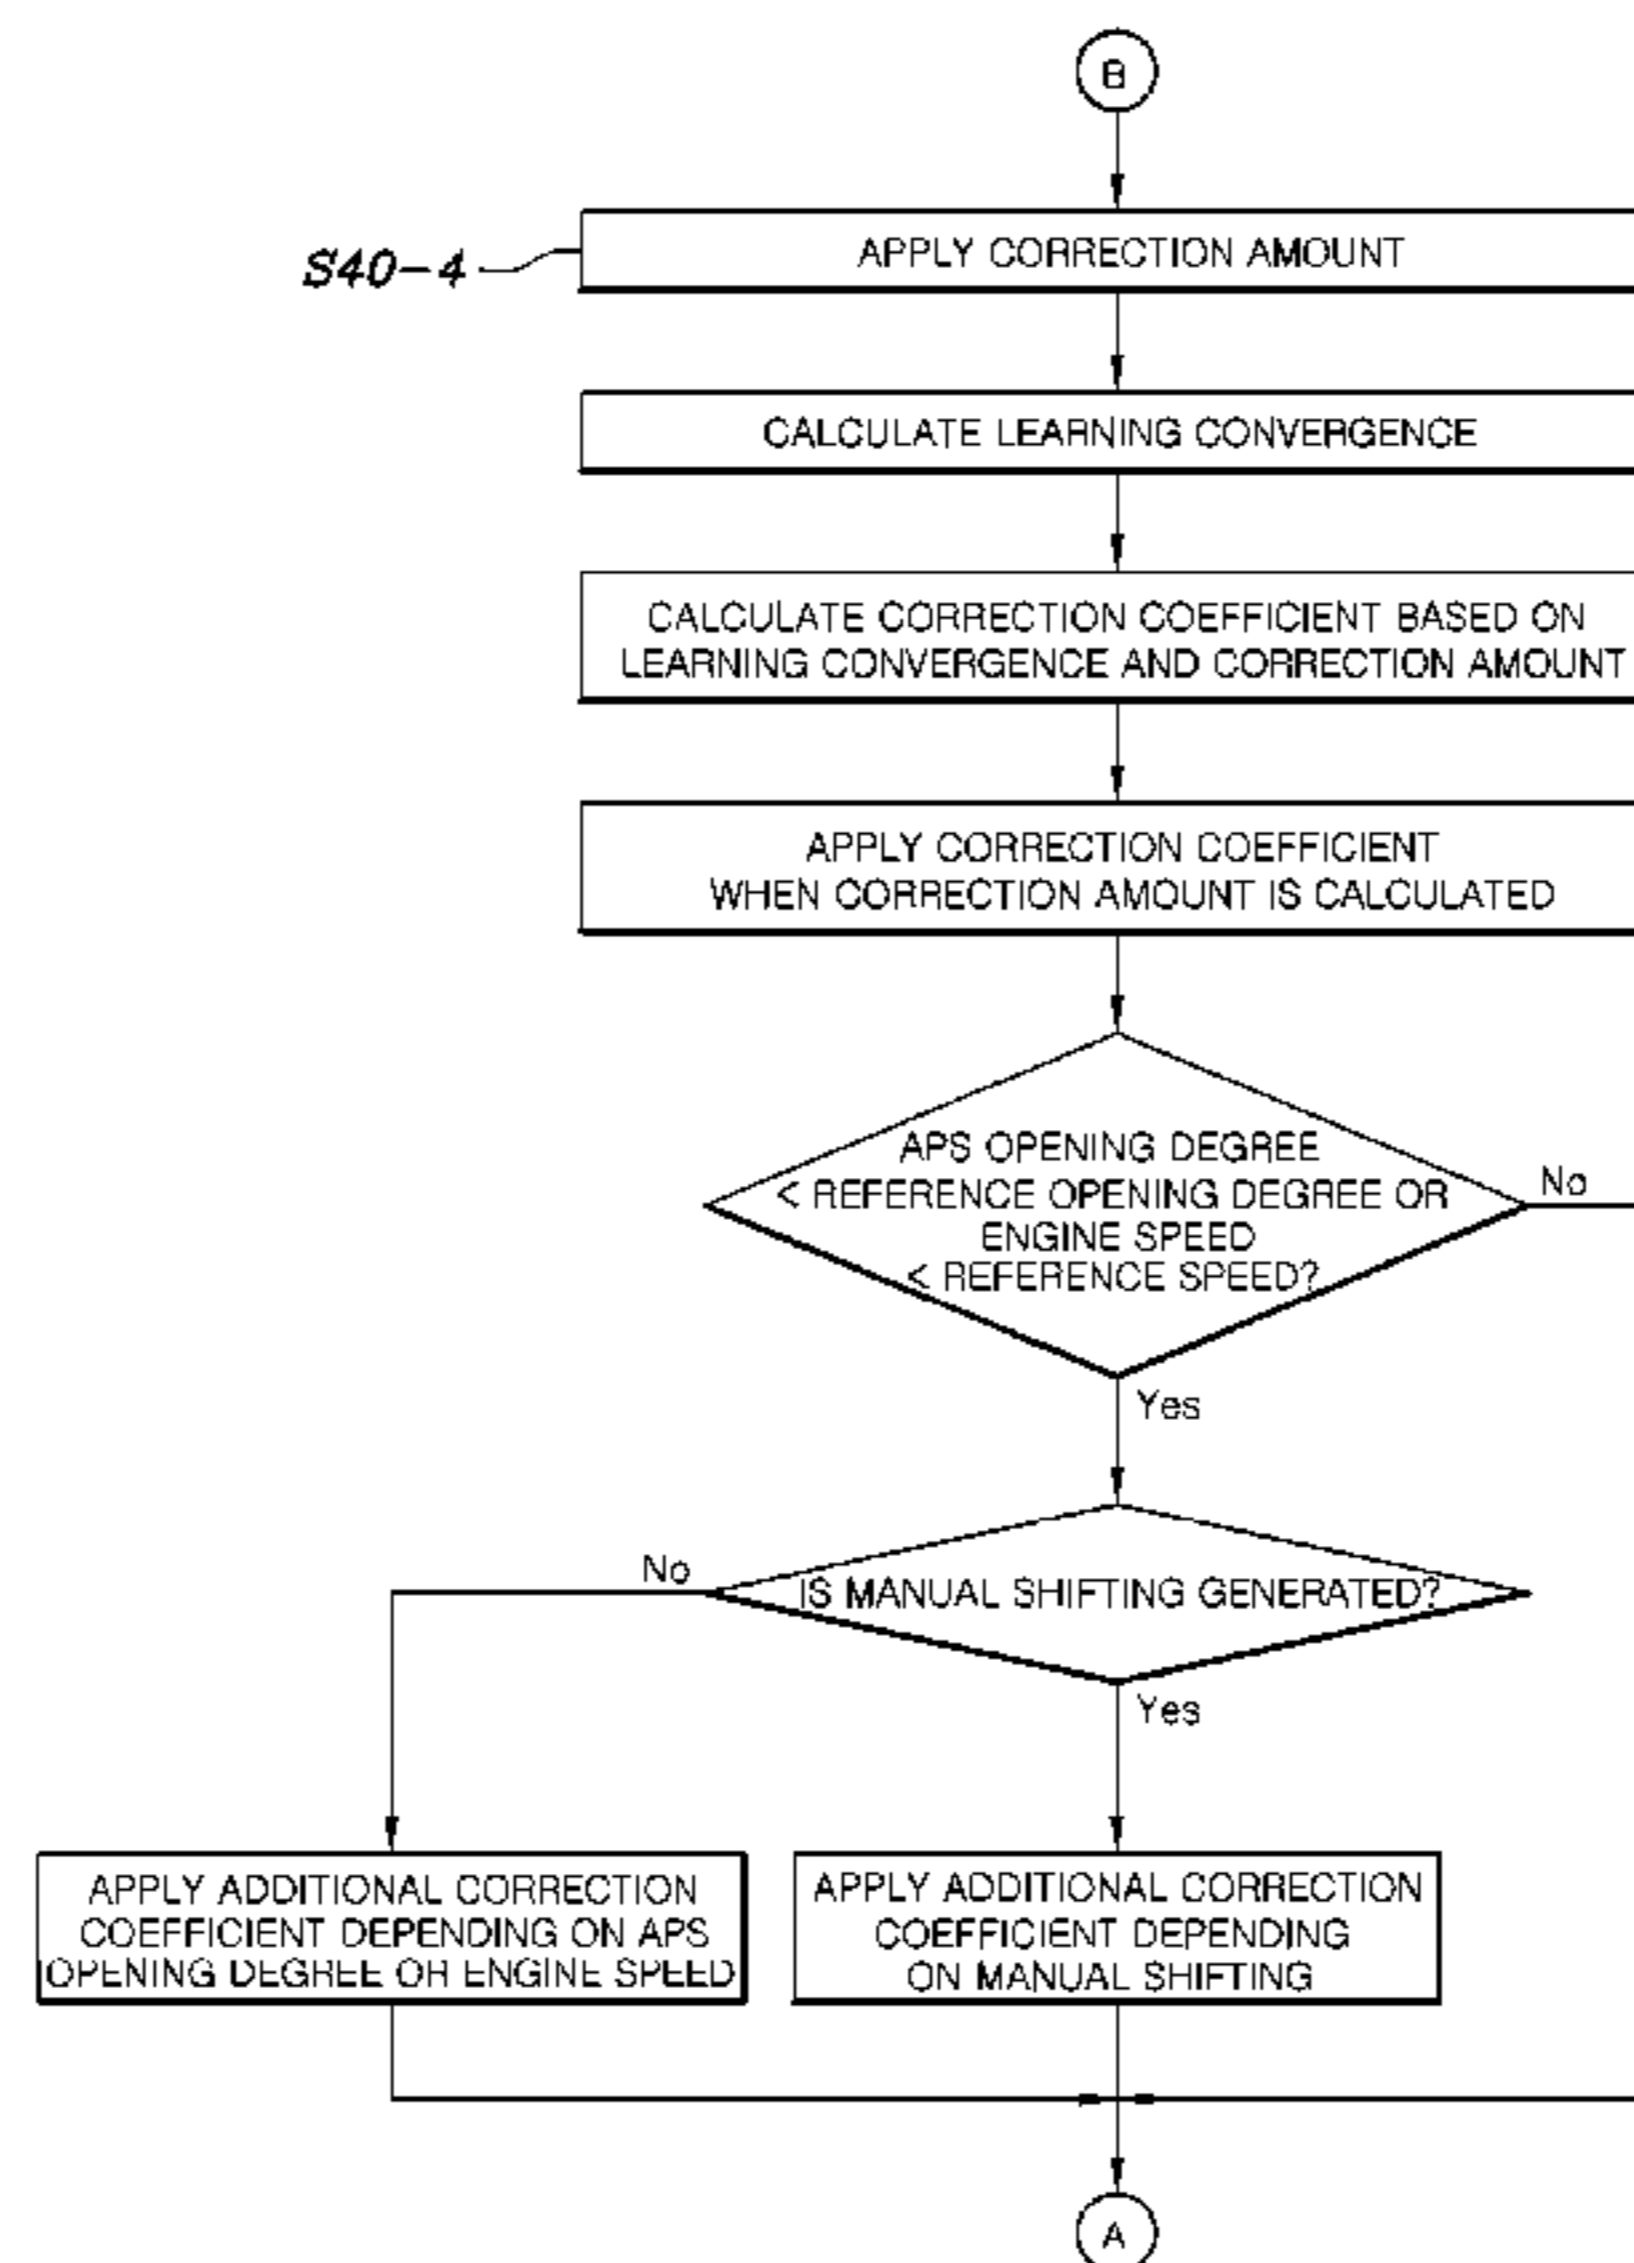 B
S40-4
APPLY CORRECTION AMOUNT
CALCULATE LEARNING CONVERGENCE
CALCULATE CORRECTION COEFFICIENT BASED ON
LEARNING CONVERGENCE AND CORRECTION AMOUNT
APPLY CORRECTION COEFFICIENT
WHEN CORRECTION AMOUNT IS CALCULATED
APS OPENING DEGREE
< REFERENCE OPENING DEGREE OR
ENGINE SPEED
< REFERENCE SPEED?
No
Yes
No
IS MANUAL SHIFTING GENERATED?
Yes
APPLY ADDITIONAL CORRECTION
COEFFICIENT DEPENDING ON APS
OPENING DEGREE OR ENGINE SPEED
APPLY ADDITIONAL CORRECTION
COEFFICIENT DEPENDING
ON MANUAL SHIFTING
A